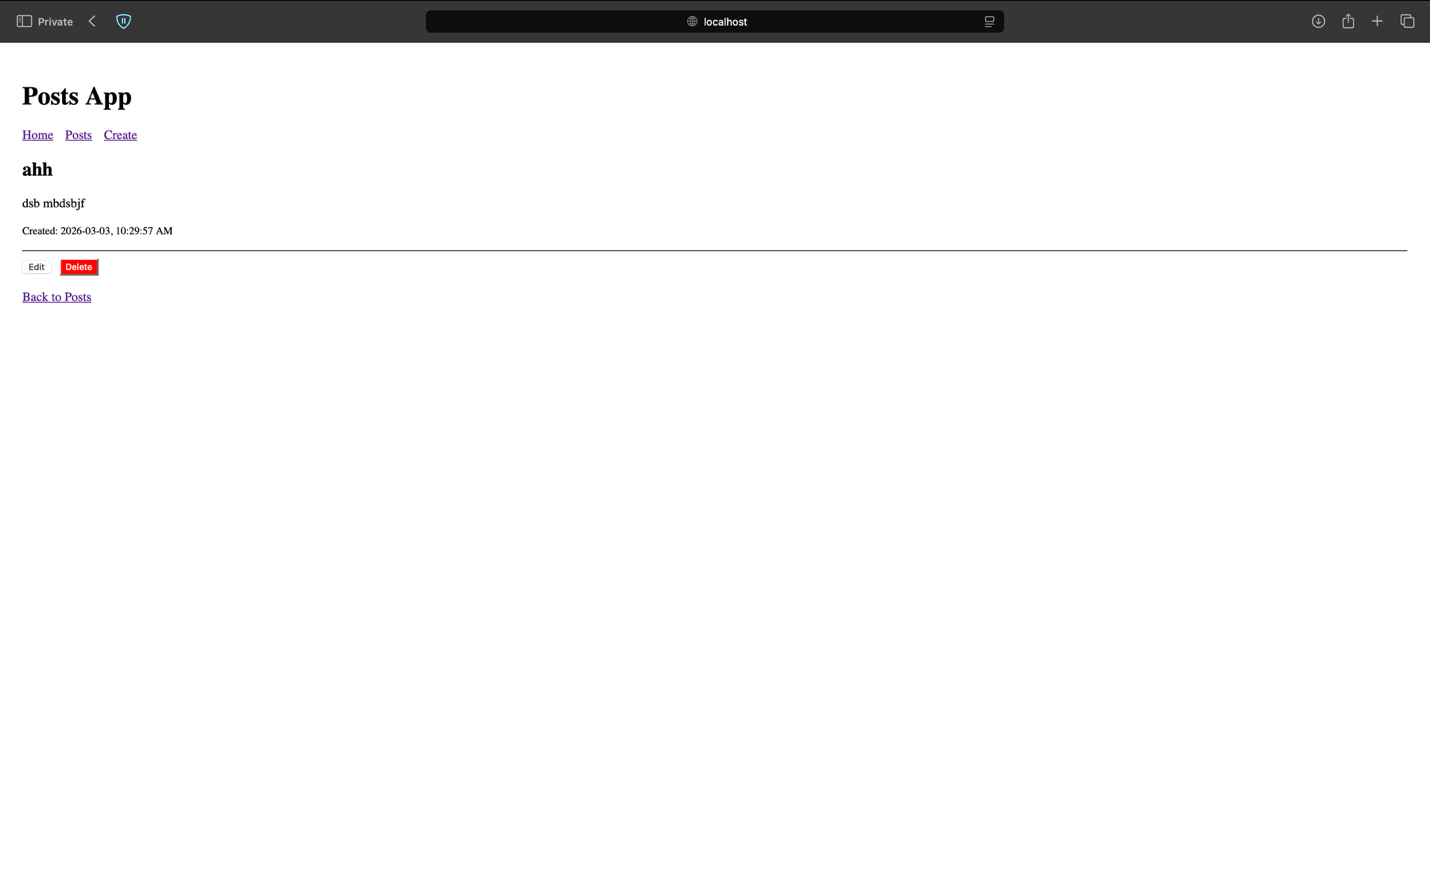 Private
localhost
Posts App
Home Posts Create
ahh
dsb mbdsbjf
Created: 2026-03-03, 10:29:57 AM
Edit Delete
Back to Posts